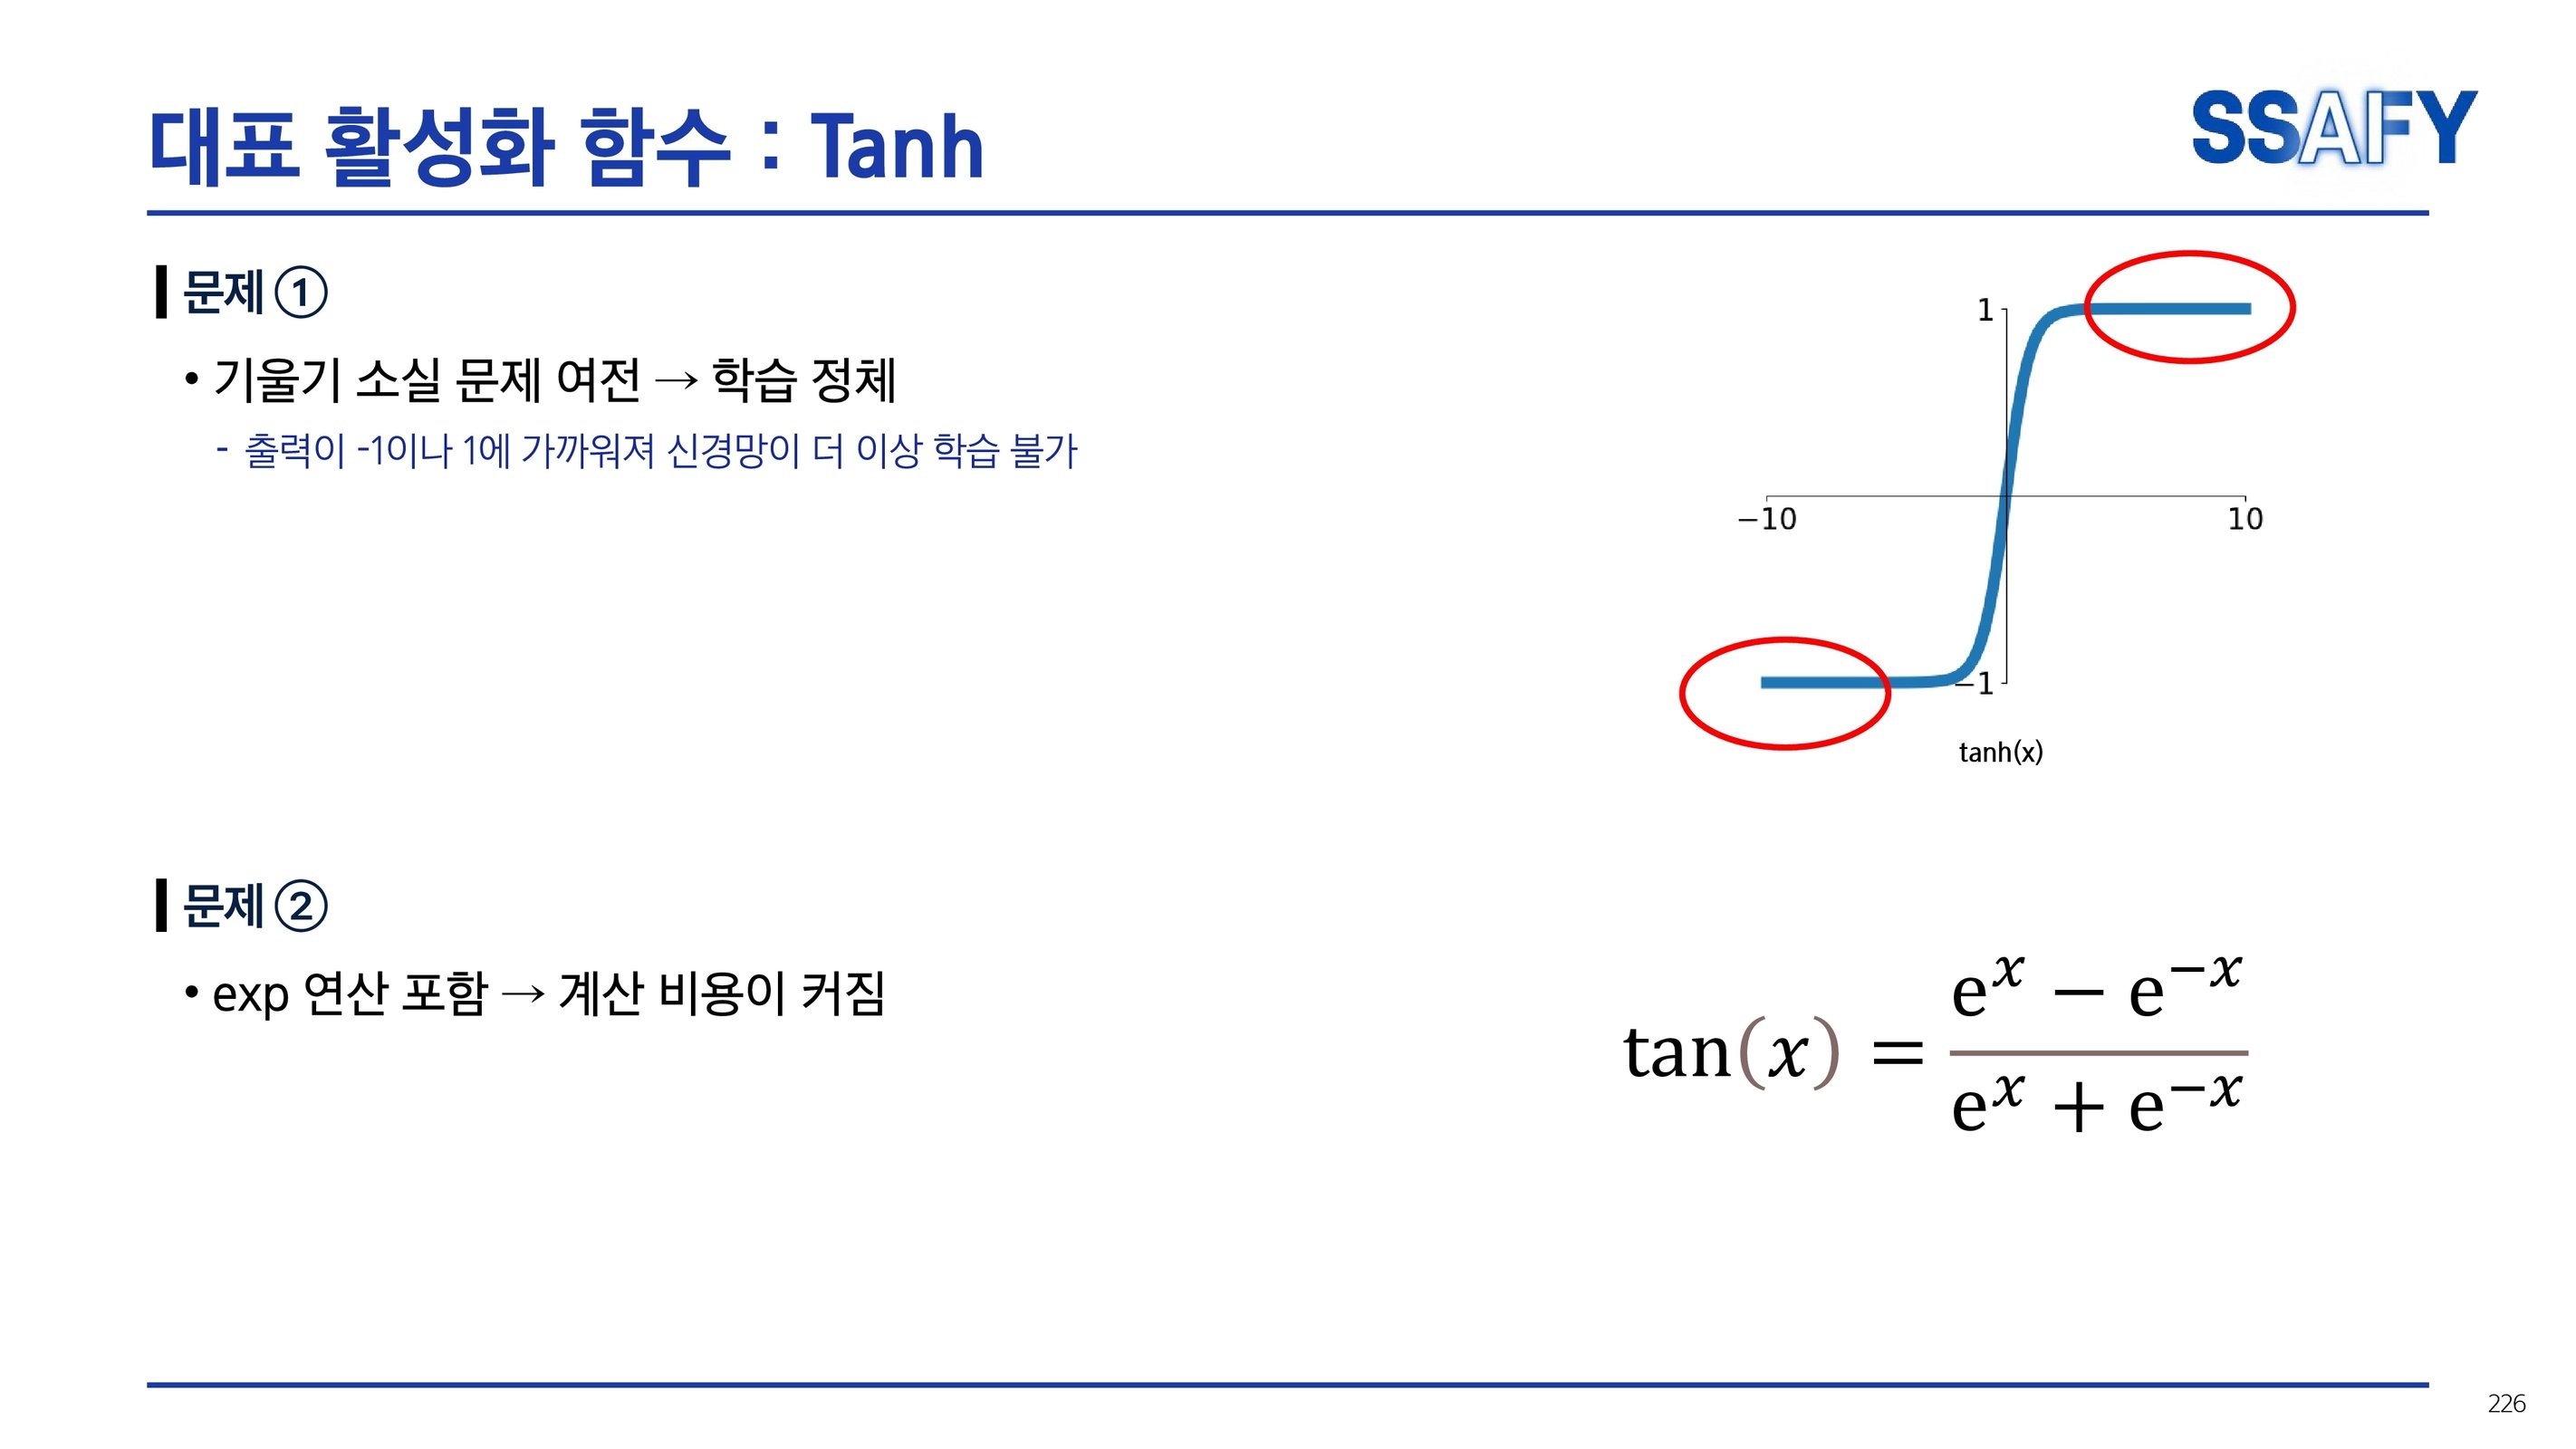 대표 활성화 함수 : Tanh
SSAFY
문제 ①
• 기울기 소실 문제 여전 → 학습 정체
- 출력이 -1이나 1에 가까워져 신경망이 더 이상 학습 불가
1
−10
10
−1
tanh(x)
문제 ②
• exp 연산 포함 → 계산 비용이 커짐
tan(x) = (e^x − e^−x) / (e^x + e^−x)
226